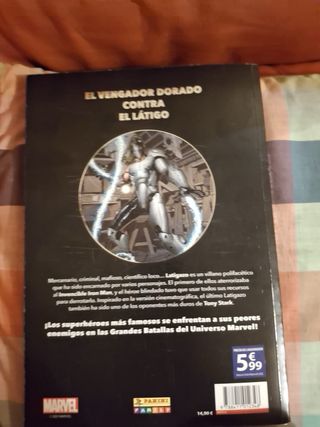 EL VENGADOR DORADO
CONTRA
EL LÁTIGO
Mercenario, criminal, mafioso, científico loco... Latigazo es un villano polifacético
que ha sido encarnado por varios personajes. El primero de ellos aterrorizaba
al Invencible Iron Man, y el héroe blindado tuvo que usar todos sus recursos
para derrotarlo. Inspirado en la versión cinematográfica, el último Latigazo
también ha sido uno de los oponentes más duros de Tony Stark.
¡Los superhéroes más famosos se enfrentan a sus peores
enemigos en las Grandes Batallas del Universo Marvel!
5€99
MARVEL
PANINI
FAMILY
14,90 €